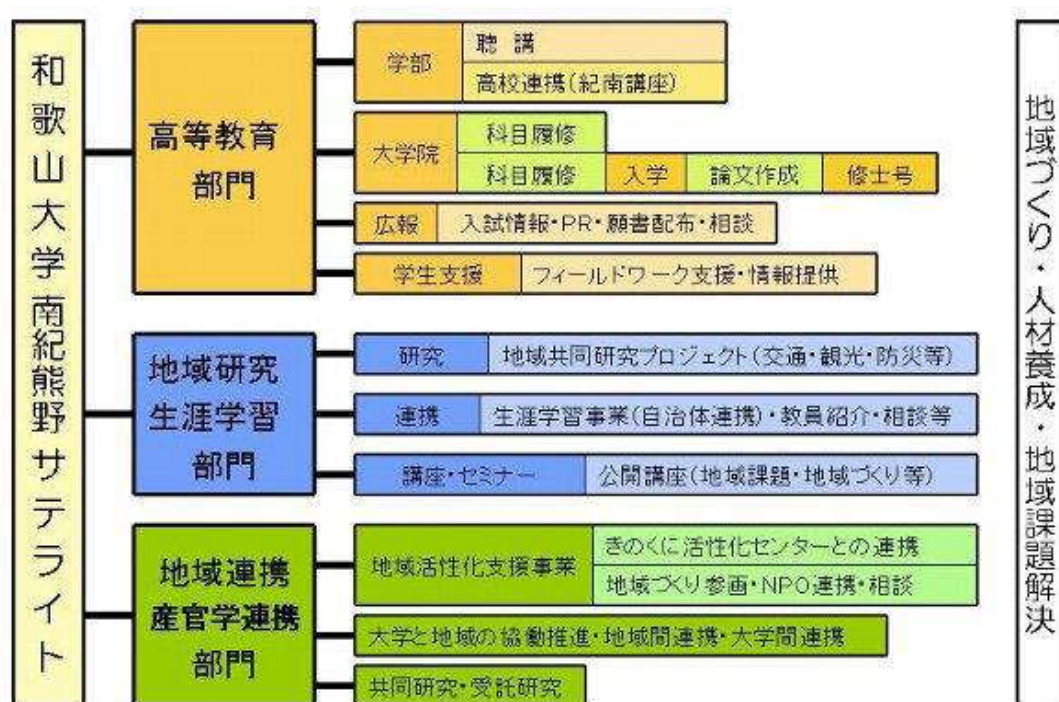 和歌山大学南紀熊野サテライト
高等教育
部門
学部
聴 講
高校連携(紀南講座)
大学院
科目履修
科目履修
入学
論文作成
修士号
広報
入試情報・PR・願書配布・相談
学生支援
フィールドワーク支援・情報提供
地域研究
生涯学習
部門
研究
地域共同研究プロジェクト(交通・観光・防災等)
連携
生涯学習事業(自治体連携)・教員紹介・相談等
講座・セミナー
公開講座(地域課題・地域づくり等)
地域連携
産官学連携
部門
地域活性化支援事業
きのくに活性化センターとの連携
地域づくり参画・NPO連携・相談
大学と地域の協働推進・地域間連携・大学間連携
共同研究・受託研究
地域づくり・人材養成・地域課題解決